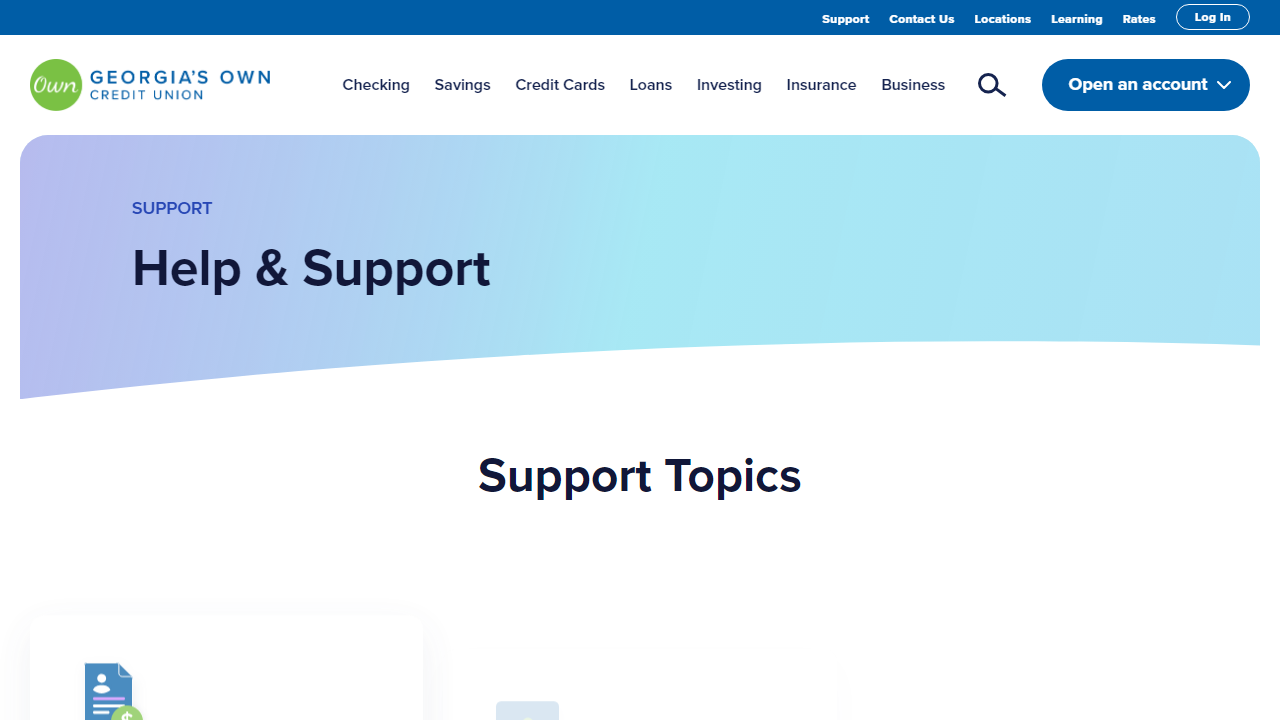 Support Contact Us Locations Learning Rates Log In
Own GEORGIA'S OWN
CREDIT UNION
Checking Savings Credit Cards Loans Investing Insurance Business Open an account
SUPPORT
Help & Support
Support Topics
$